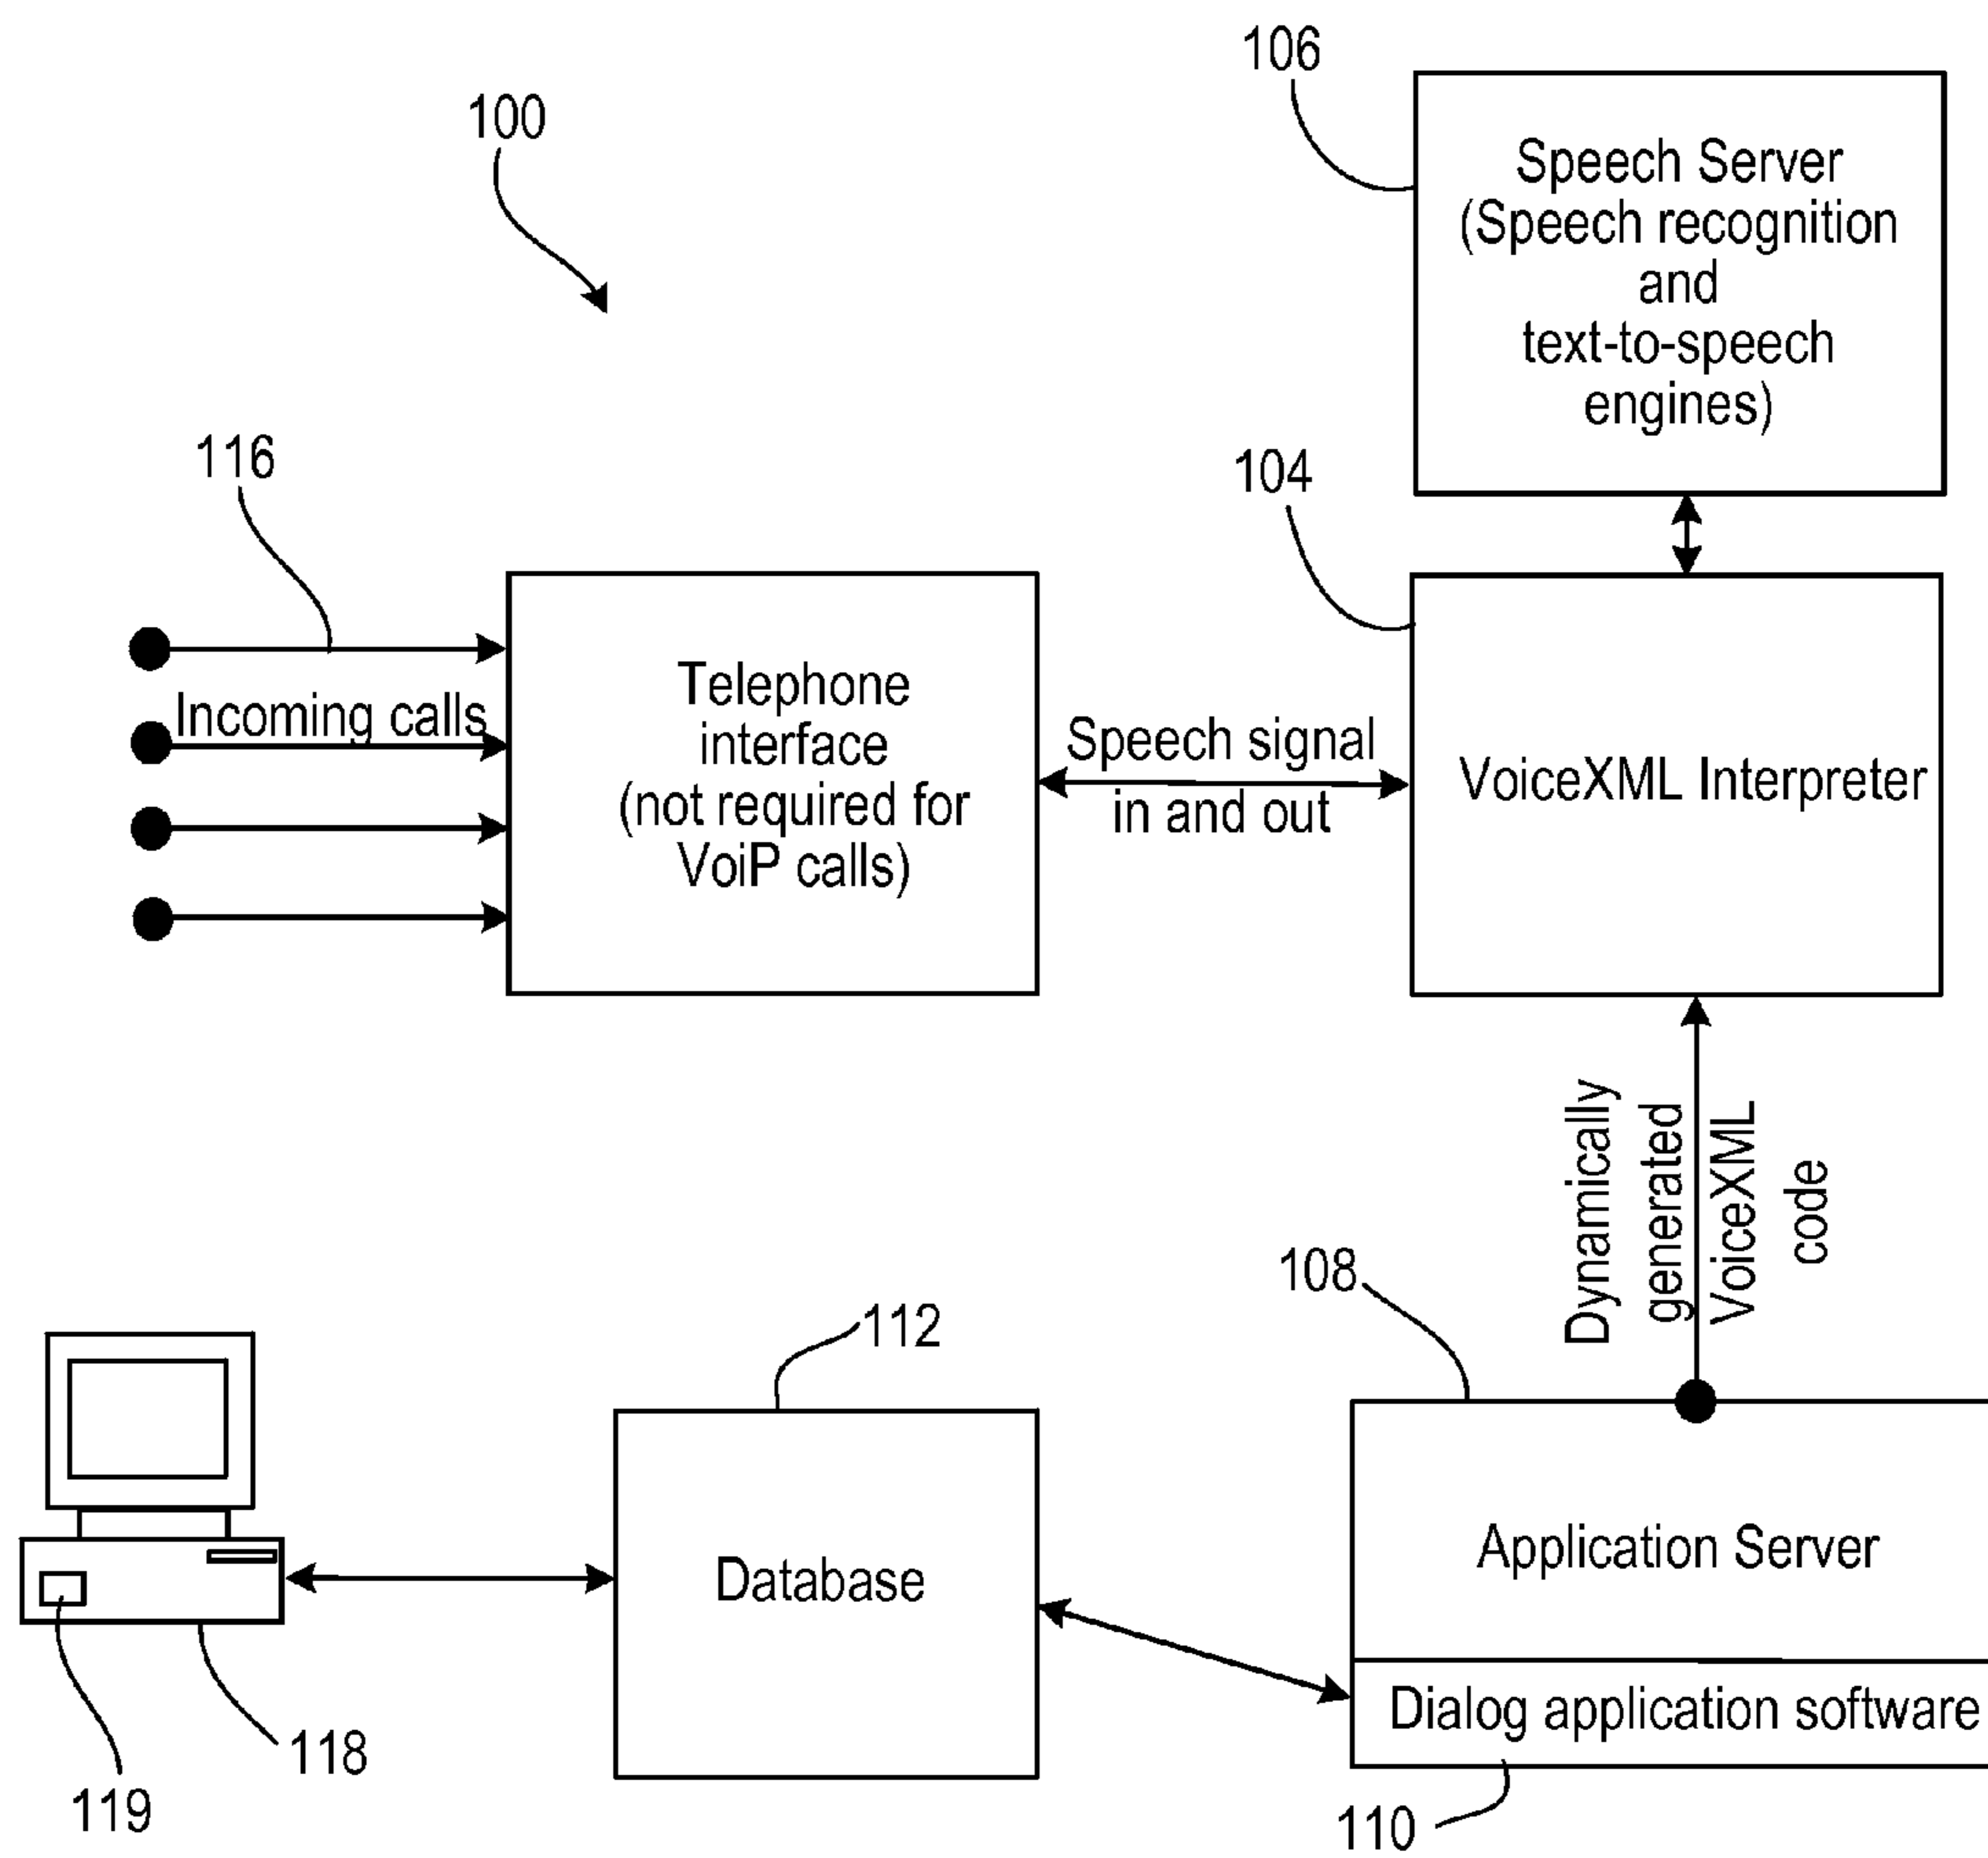 106
100
Speech Server
(Speech recognition
and
text-to-speech
engines)
116
104
Incoming calls
Telephone
interface
(not required for
VoiP calls)
Speech signal
in and out
VoiceXML Interpreter
Dynamically
generated
VoiceXML
code
108
112
Database
Application Server
Dialog application software
118
119
110